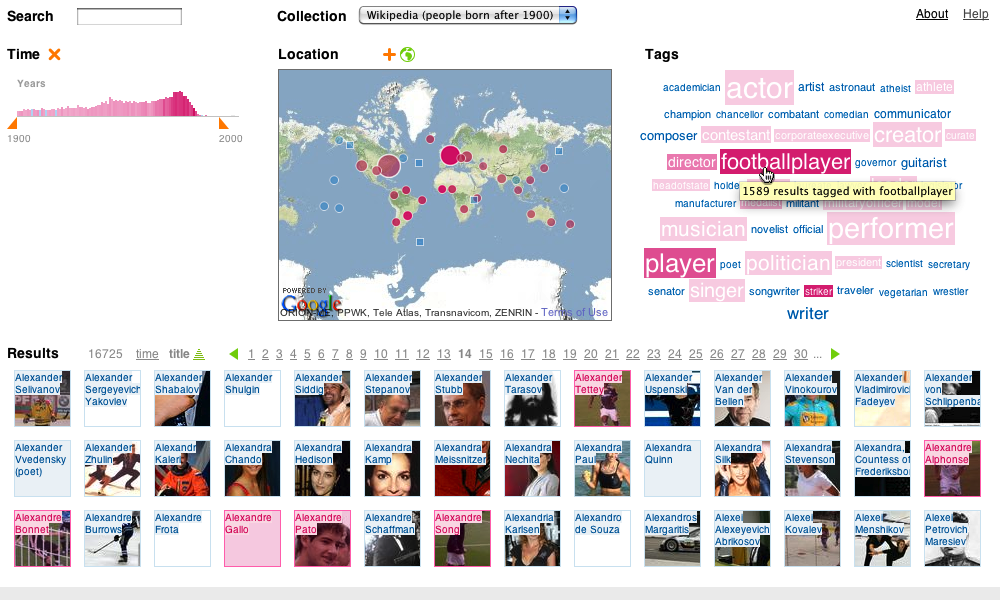 Search
Collection Wikipedia (people born after 1900)
About Help
Time
Location
Tags
Years
1900 2000
POWERED BY
Google
PPWK, Tele Atlas, Transnavicom, ZENRIN - Terms of Use
academician actor artist astronaut atheist athlete
champion chancellor combatant comedian communicator
composer contestant corporateexecutive creator curate
director footballplayer governor guitarist
headofstate holde
1589 results tagged with footballplayer
manufacturer medalist militant militaryofficer model
musician novelist official performer
player poet politician president scientist secretary
senator singer songwriter striker traveler vegetarian wrestler
writer
Results 16725 time title 1 2 3 4 5 6 7 8 9 10 11 12 13 14 15 16 17 18 19 20 21 22 23 24 25 26 27 28 29 30 ...
Alexander Selivanov
Alexander Sergeyevich Yakovlev
Alexander Shabalov
Alexander Shulgin
Alexander Siddig
Alexander Stepanov
Alexander Stubb
Alexander Tarasov
Alexander Tettey
Alexander Uspenski
Alexander Van der Bellen
Alexander Vinokourov
Alexander Vladimirovich Fadeyev
Alexander von Schlippenba
Alexander Vvedensky (poet)
Alexander Zhulin
Alexandr Kaleri
Alexandra Chando
Alexandra Hedison
Alexandra Kamp
Alexandra Meissnitzer
Alexandra Nechita
Alexandra Paul
Alexandra Quinn
Alexandra Silk
Alexandra Stevenson
Alexandra, Countess of Frederiksbo
Alexandre Alphonse
Alexandre Bonnet
Alexandre Burrows
Alexandre Frota
Alexandre Gallo
Alexandre Pato
Alexandre Schaffman
Alexandre Song
Alexandria Karlsen
Alexandro de Souza
Alexandros Margaritis
Alexei Alexeyevich Abrikosov
Alexei Kovalev
Alexei Menshikov
Alexei Petrovich Maresiev